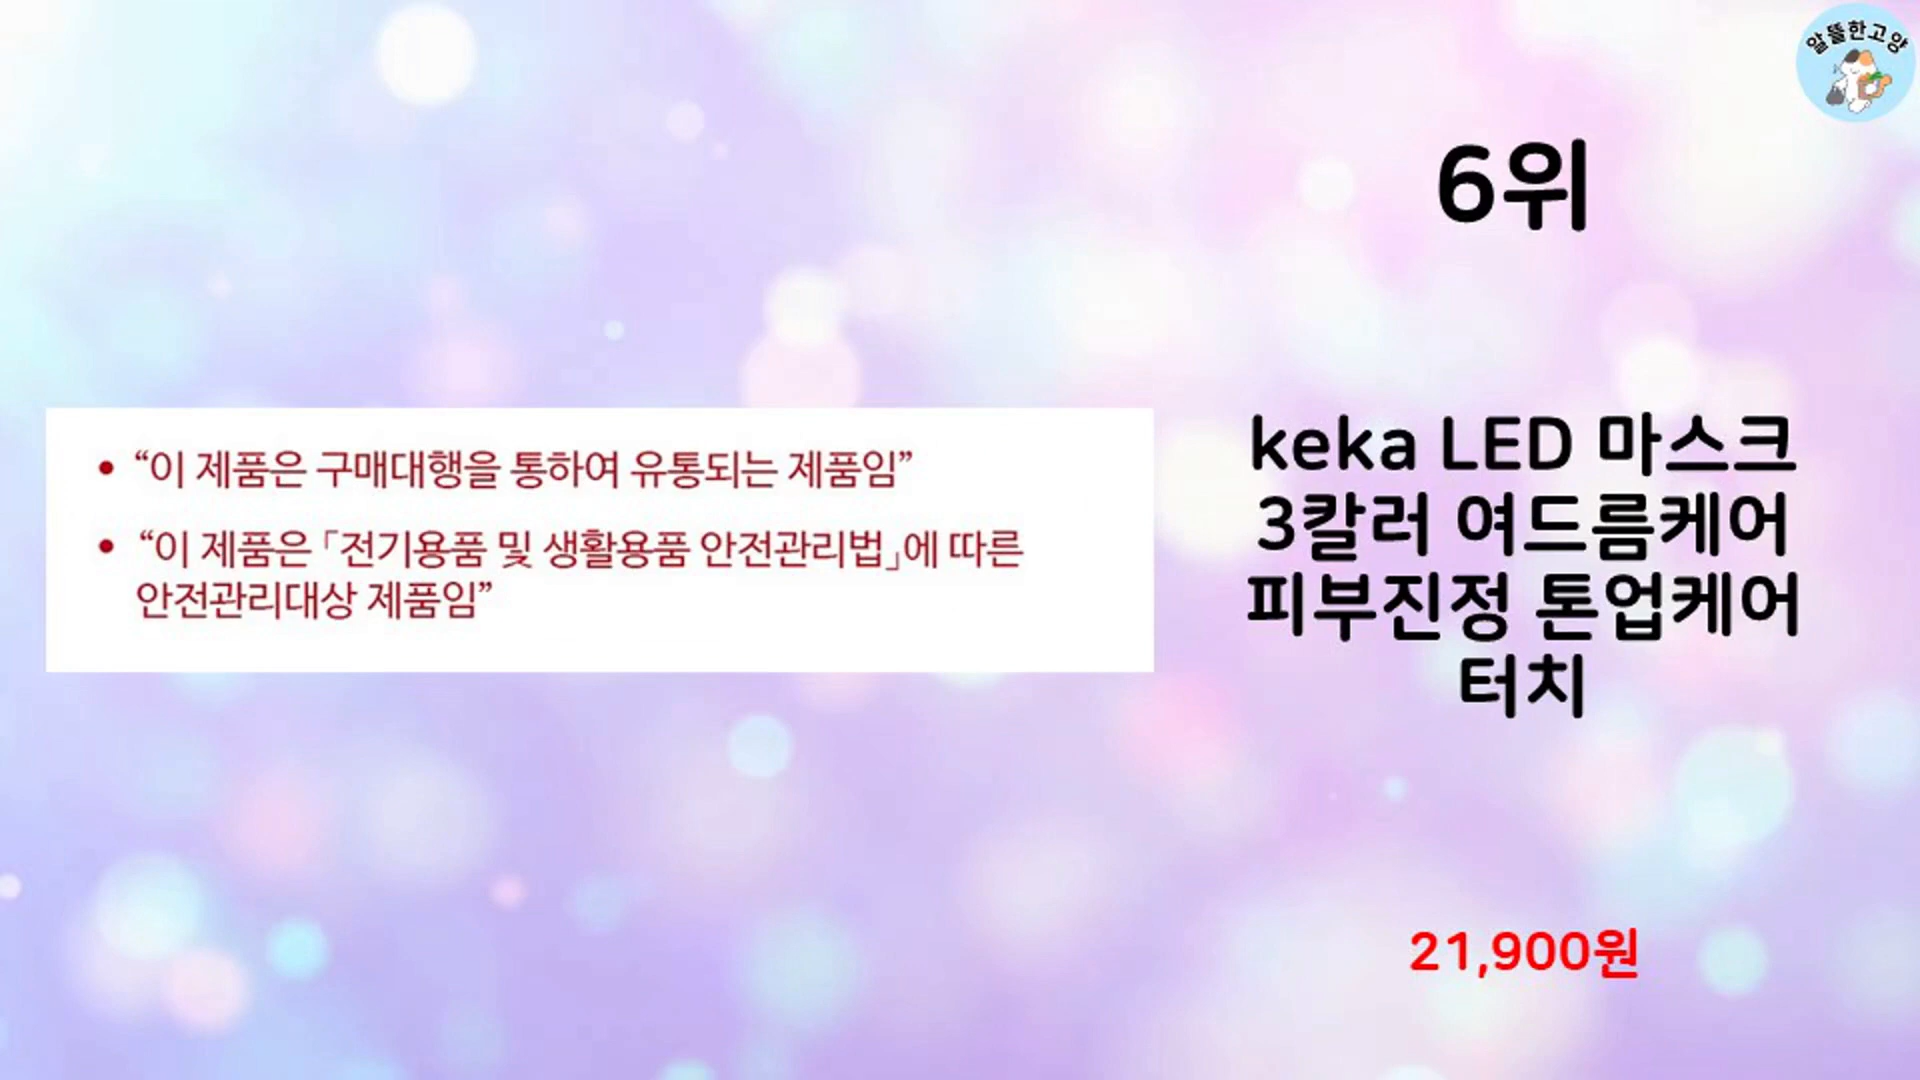 알뜰한고양
6위
• “이 제품은 구매대행을 통하여 유통되는 제품임”
• “이 제품은 「전기용품 및 생활용품 안전관리법」에 따른
안전관리대상 제품임”
keka LED 마스크
3칼러 여드름케어
피부진정 톤업케어
터치
21,900원